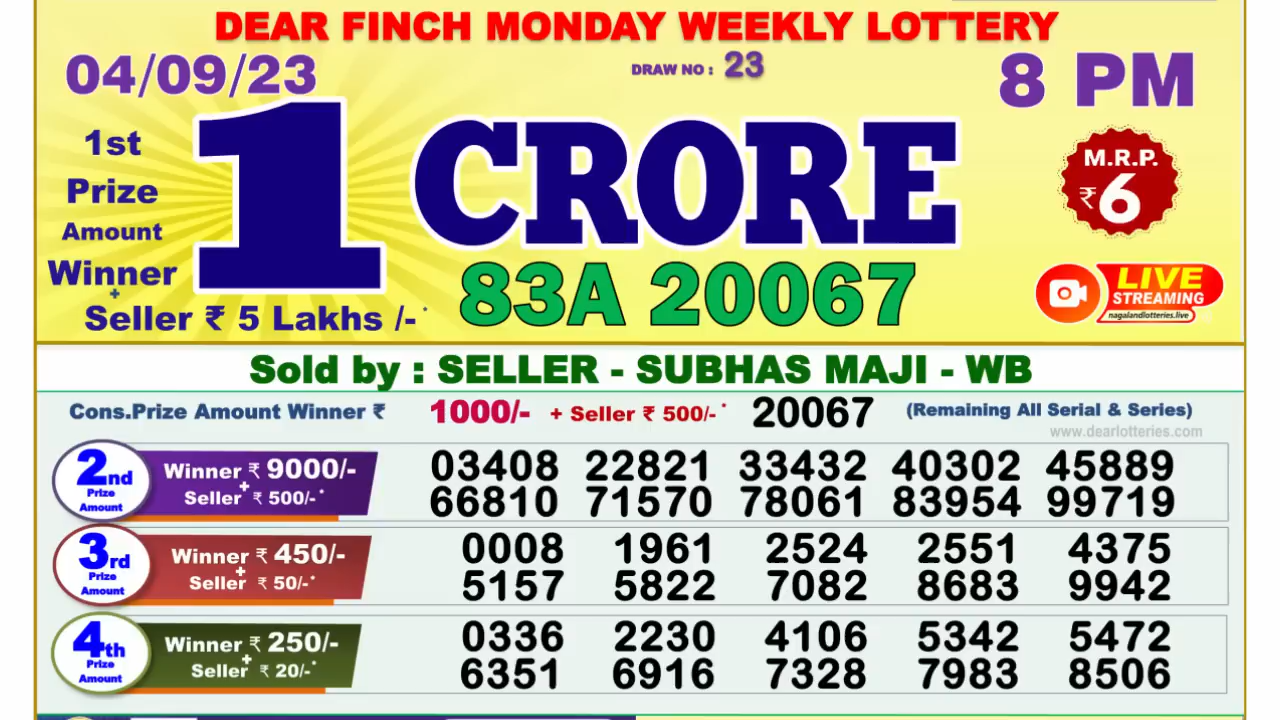 DEAR FINCH MONDAY WEEKLY LOTTERY
04/09/23
DRAW NO : 23
8 PM
1st
Prize
Amount
Winner
+
Seller ₹ 5 Lakhs /-*
1 CRORE
83A 20067
M.R.P.
₹6
LIVE
STREAMING
nagalandlotteries.live
Sold by : SELLER - SUBHAS MAJI - WB
Cons.Prize Amount Winner ₹ 1000/- + Seller ₹ 500/-* 20067 (Remaining All Serial & Series)
www.dearlotteries.com
2nd
Prize
Amount
Winner ₹ 9000/-
+
Seller ₹ 500/-*
03408 22821 33432 40302 45889
66810 71570 78061 83954 99719
3rd
Prize
Amount
Winner ₹ 450/-
+
Seller ₹ 50/-*
0008 1961 2524 2551 4375
5157 5822 7082 8683 9942
4th
Prize
Amount
Winner ₹ 250/-
+
Seller ₹ 20/-*
0336 2230 4106 5342 5472
6351 6916 7328 7983 8506